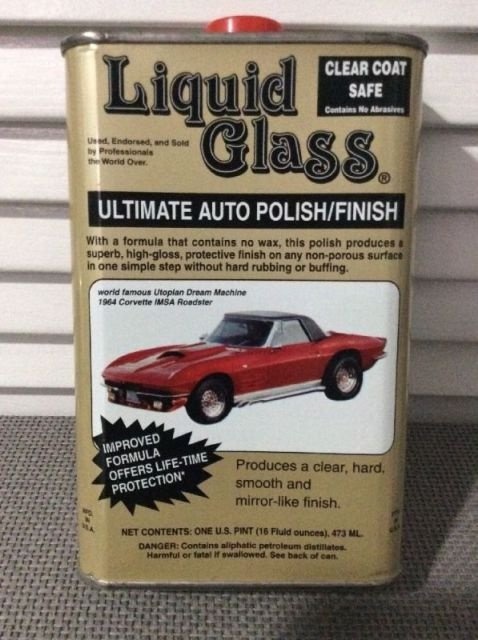 Liquid
Glass®
CLEAR COAT
SAFE
Contains No Abrasives
Used, Endorsed, and Sold
by Professionals
the World Over.
ULTIMATE AUTO POLISH/FINISH
With a formula that contains no wax, this polish produces a
superb, high-gloss, protective finish on any non-porous surface
in one simple step without hard rubbing or buffing.
world famous Utopian Dream Machine
1964 Corvette IMSA Roadster
IMPROVED
FORMULA
OFFERS LIFE-TIME
PROTECTION*
Produces a clear, hard,
smooth and
mirror-like finish.
MFG.
IN
U.S.A.
MFG.
IN
U.S.
NET CONTENTS: ONE U.S. PINT (16 Fluid ounces). 473 ML.
DANGER: Contains aliphatic petroleum distillates.
Harmful or fatal if swallowed. See back of can.